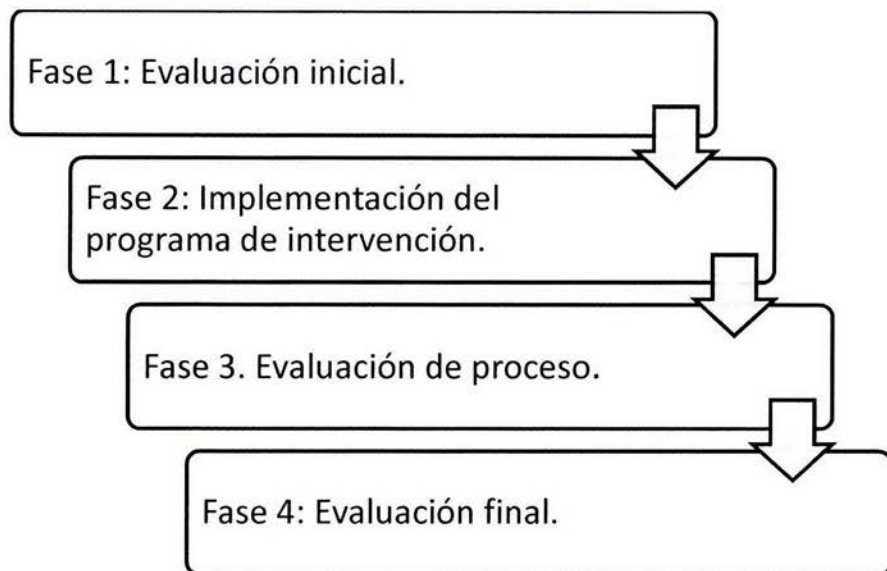 Fase 1: Evaluación inicial.
Fase 2: Implementación del
programa de intervención.
Fase 3. Evaluación de proceso.
Fase 4: Evaluación final.